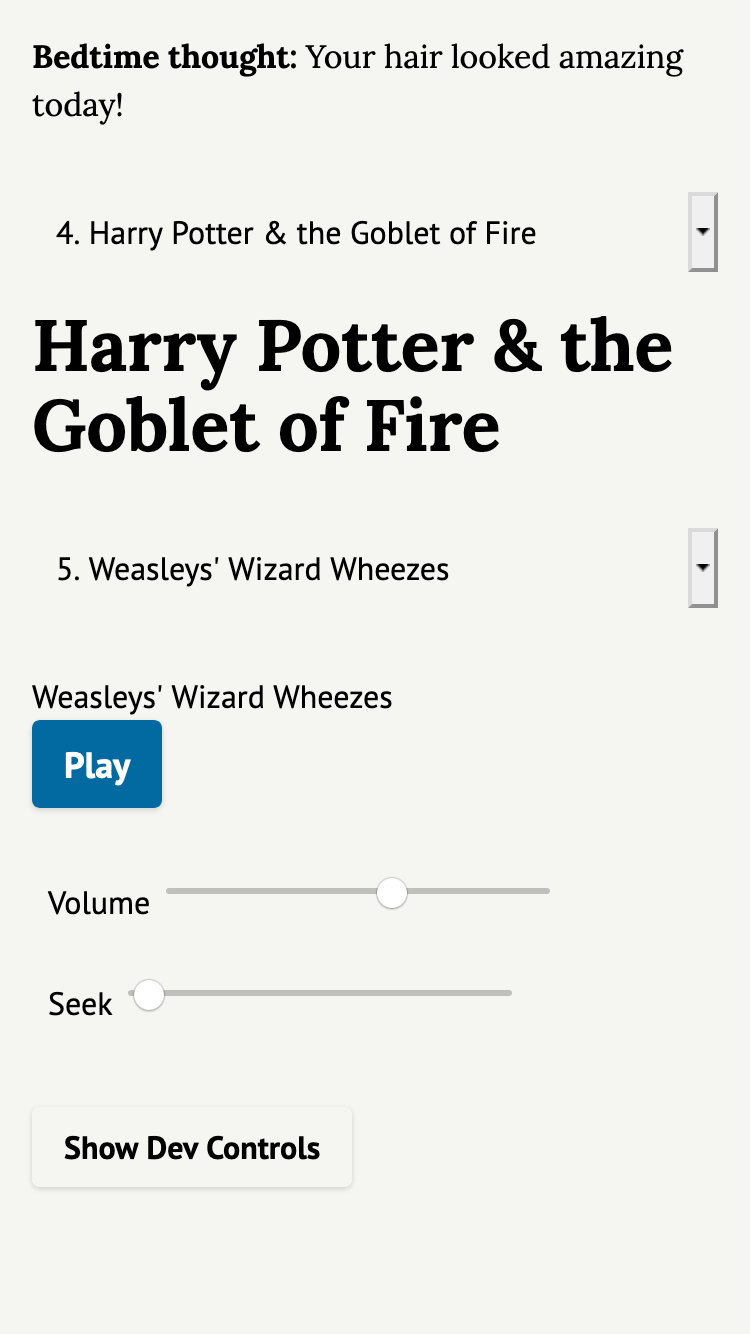 Bedtime thought: Your hair looked amazing
today!
4. Harry Potter & the Goblet of Fire
Harry Potter & the
Goblet of Fire
5. Weasleys' Wizard Wheezes
Weasleys' Wizard Wheezes
Play
Volume
Seek
Show Dev Controls